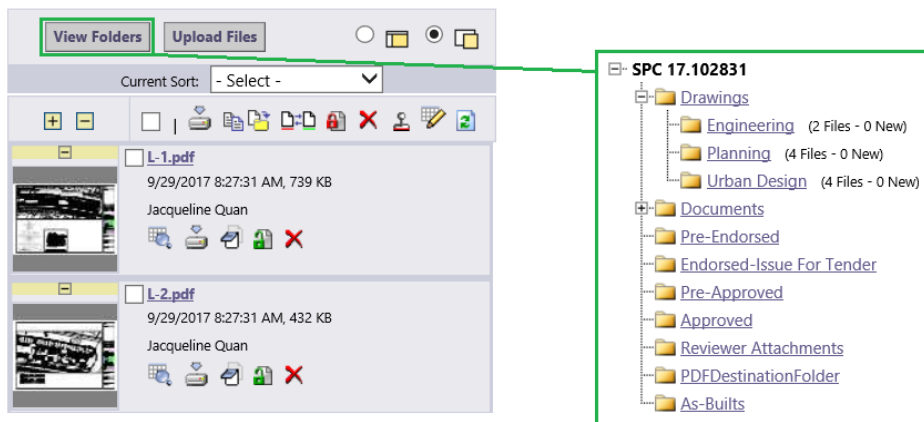 View Folders
Upload Files
Current Sort: - Select -
L-1.pdf
9/29/2017 8:27:31 AM, 739 KB
Jacqueline Quan
L-2.pdf
9/29/2017 8:27:31 AM, 432 KB
Jacqueline Quan
SPC 17.102831
Drawings
Engineering (2 Files - 0 New)
Planning (4 Files - 0 New)
Urban Design (4 Files - 0 New)
Documents
Pre-Endorsed
Endorsed-Issue For Tender
Pre-Approved
Approved
Reviewer Attachments
PDFDestinationFolder
As-Builts